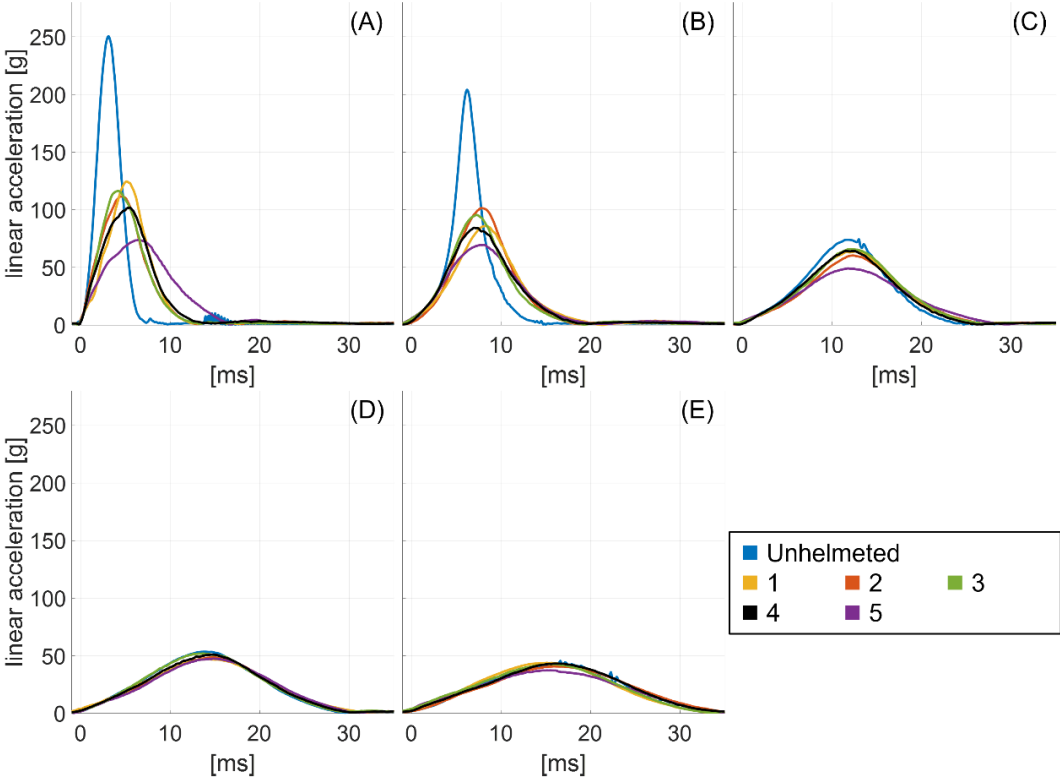 (A) (B) (C)
linear acceleration [g]
250
200
150
100
50
0
0 10 20 30 0 10 20 30 0 10 20 30
[ms] [ms] [ms]
(D) (E)
linear acceleration [g]
250
200
150
100
50
0
0 10 20 30 0 10 20 30
[ms] [ms]
Unhelmeted
1 2 3
4 5